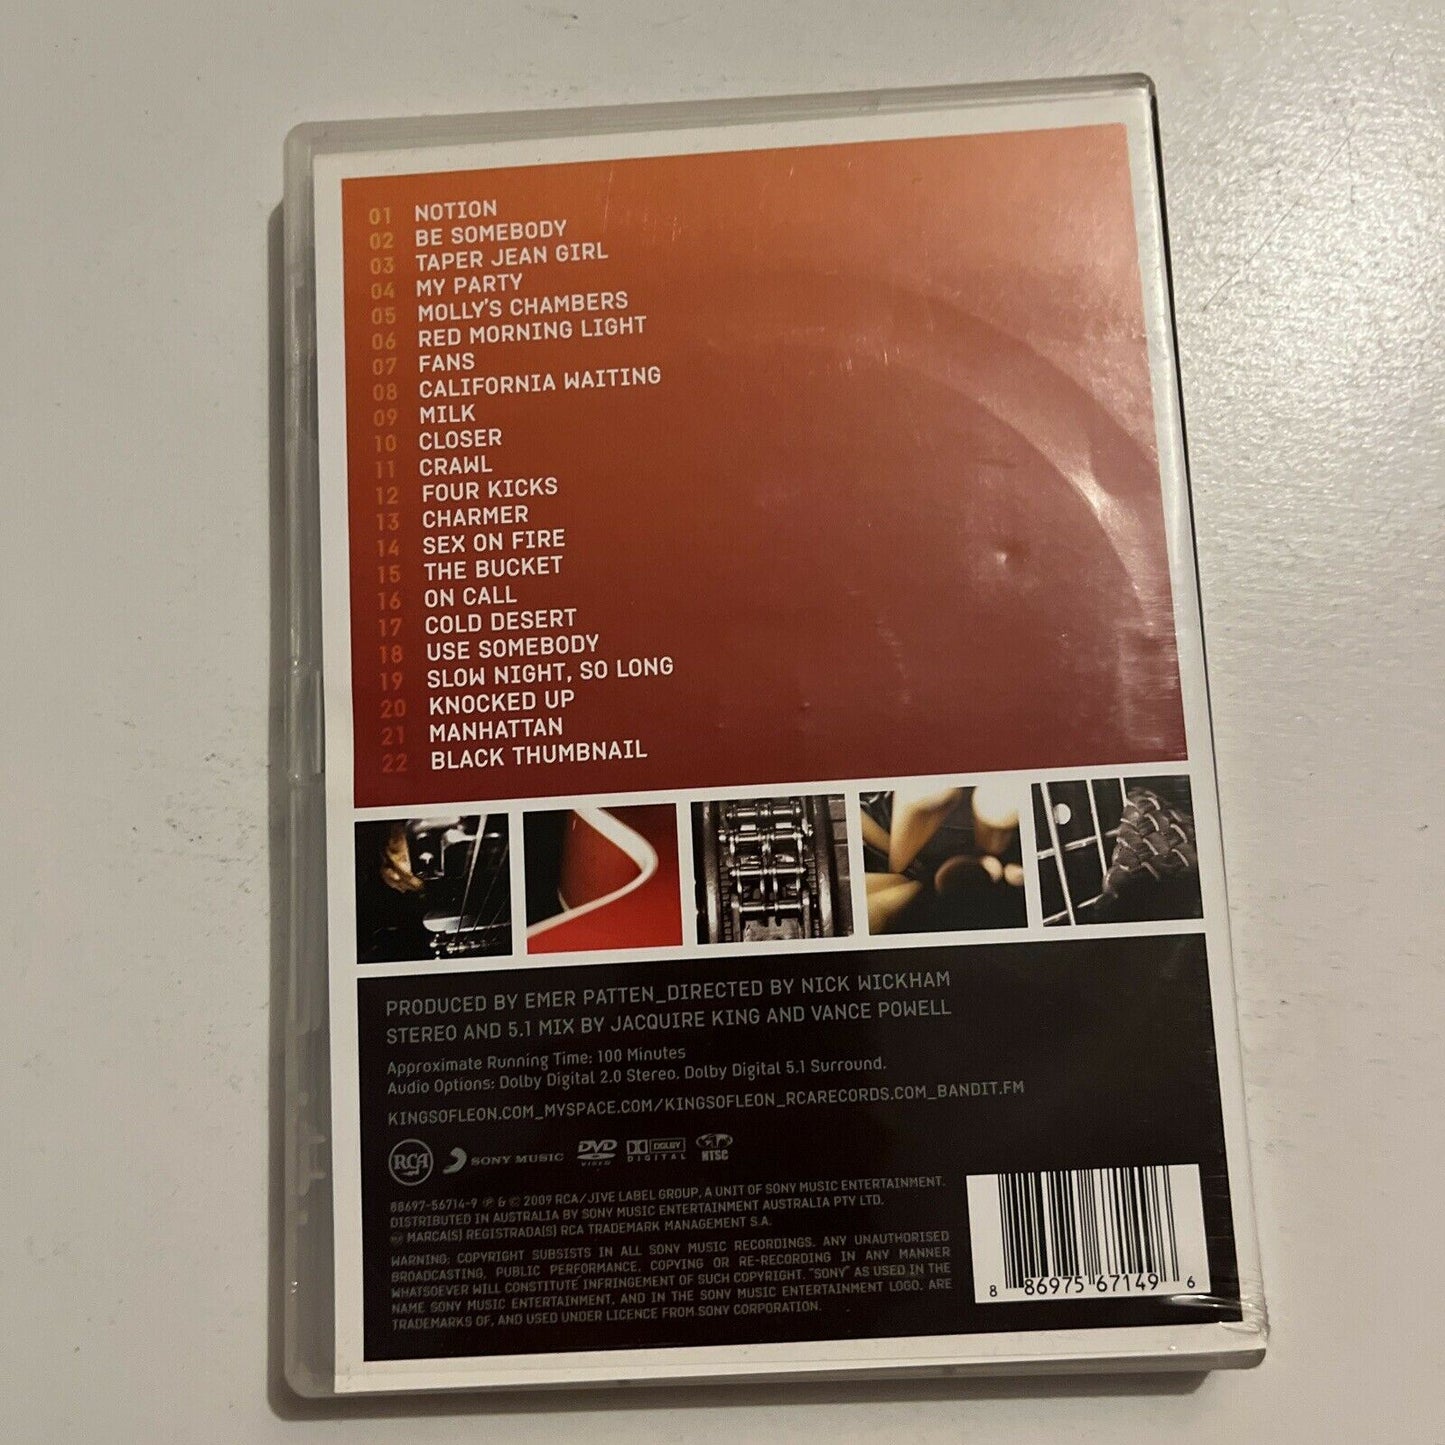 01 NOTION
02 BE SOMEBODY
03 TAPER JEAN GIRL
04 MY PARTY
05 MOLLY'S CHAMBERS
06 RED MORNING LIGHT
07 FANS
08 CALIFORNIA WAITING
09 MILK
10 CLOSER
11 CRAWL
12 FOUR KICKS
13 CHARMER
14 SEX ON FIRE
15 THE BUCKET
16 ON CALL
17 COLD DESERT
18 USE SOMEBODY
19 SLOW NIGHT, SO LONG
20 KNOCKED UP
21 MANHATTAN
22 BLACK THUMBNAIL
PRODUCED BY EMER PATTEN_DIRECTED BY NICK WICKHAM
STEREO AND 5.1 MIX BY JACQUIRE KING AND VANCE POWELL
Approximate Running Time: 100 Minutes
Audio Options: Dolby Digital 2.0 Stereo. Dolby Digital 5.1 Surround.
KINGSOFLEON.COM_MYSPACE.COM/KINGSOFLEON_RCARECORDS.COM_BANDIT.FM
RCA SONY MUSIC DVD VIDEO DOLBY DIGITAL NTSC
88697-56714-9 ℗ & © 2009 RCA/JIVE LABEL GROUP, A UNIT OF SONY MUSIC ENTERTAINMENT.
DISTRIBUTED IN AUSTRALIA BY SONY MUSIC ENTERTAINMENT AUSTRALIA PTY LTD.
MARCA(S) REGISTRADA(S) RCA TRADEMARK MANAGEMENT S.A.
WARNING: COPYRIGHT SUBSISTS IN ALL SONY MUSIC RECORDINGS. ANY UNAUTHORISED
BROADCASTING, PUBLIC PERFORMANCE, COPYING OR RE-RECORDING IN ANY MANNER
WHATSOEVER WILL CONSTITUTE INFRINGEMENT OF SUCH COPYRIGHT. "SONY" AS USED IN THE
NAME SONY MUSIC ENTERTAINMENT, AND IN THE SONY MUSIC ENTERTAINMENT LOGO, ARE
TRADEMARKS OF, AND USED UNDER LICENCE FROM SONY CORPORATION.
8 86975 67149 6